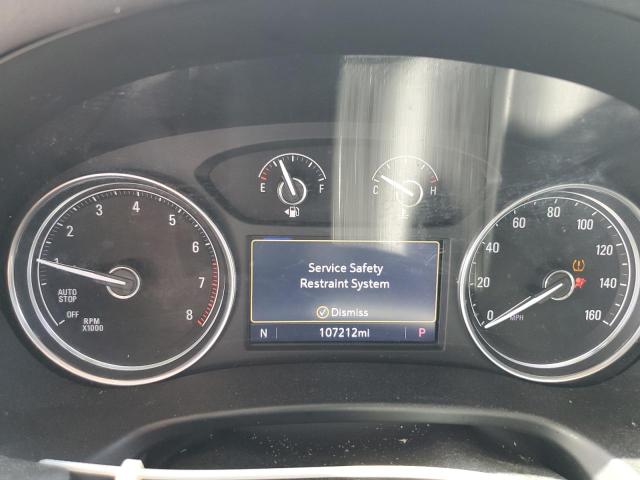 E F
C H
1 2 3 4 5 6 7 8
AUTO
STOP
OFF
RPM
X1000
Service Safety
Restraint System
Dismiss
N 107212mi P
0 20 40 60 80 100 120 140 160
MPH